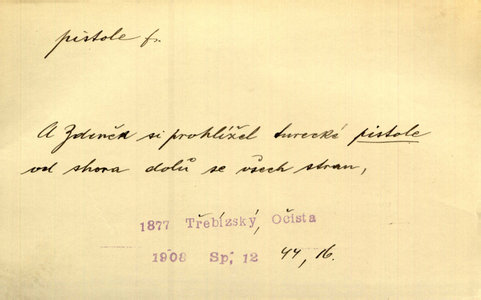 pistole f.
A Zdeněk si prohlížel turecké pistole
od shora dolů se všech stran,
1877 Třebízský, Očista
1908 Sp, 12 44, 16.